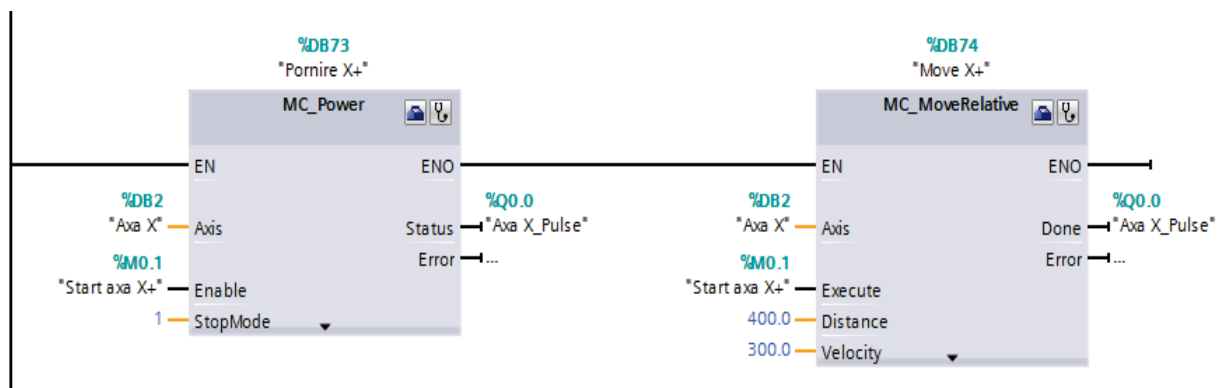 %DB73
"Pornire X+"
MC_Power
EN
ENO
%DB2
"Axa X"
Axis
%Q0.0
Status
"Axa X_Pulse"
Error
...
%M0.1
"Start axa X+"
Enable
1
StopMode
%DB74
"Move X+"
MC_MoveRelative
EN
ENO
%DB2
"Axa X"
Axis
%Q0.0
Done
"Axa X_Pulse"
Error
...
%M0.1
"Start axa X+"
Execute
400.0
Distance
300.0
Velocity